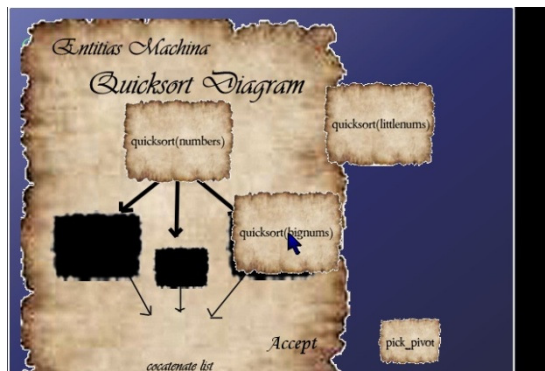 Entitias Machina
Quicksort Diagram
quicksort(numbers)
quicksort(littlenums)
quicksort(bignums)
pick_pivot
Accept
cocatenate list